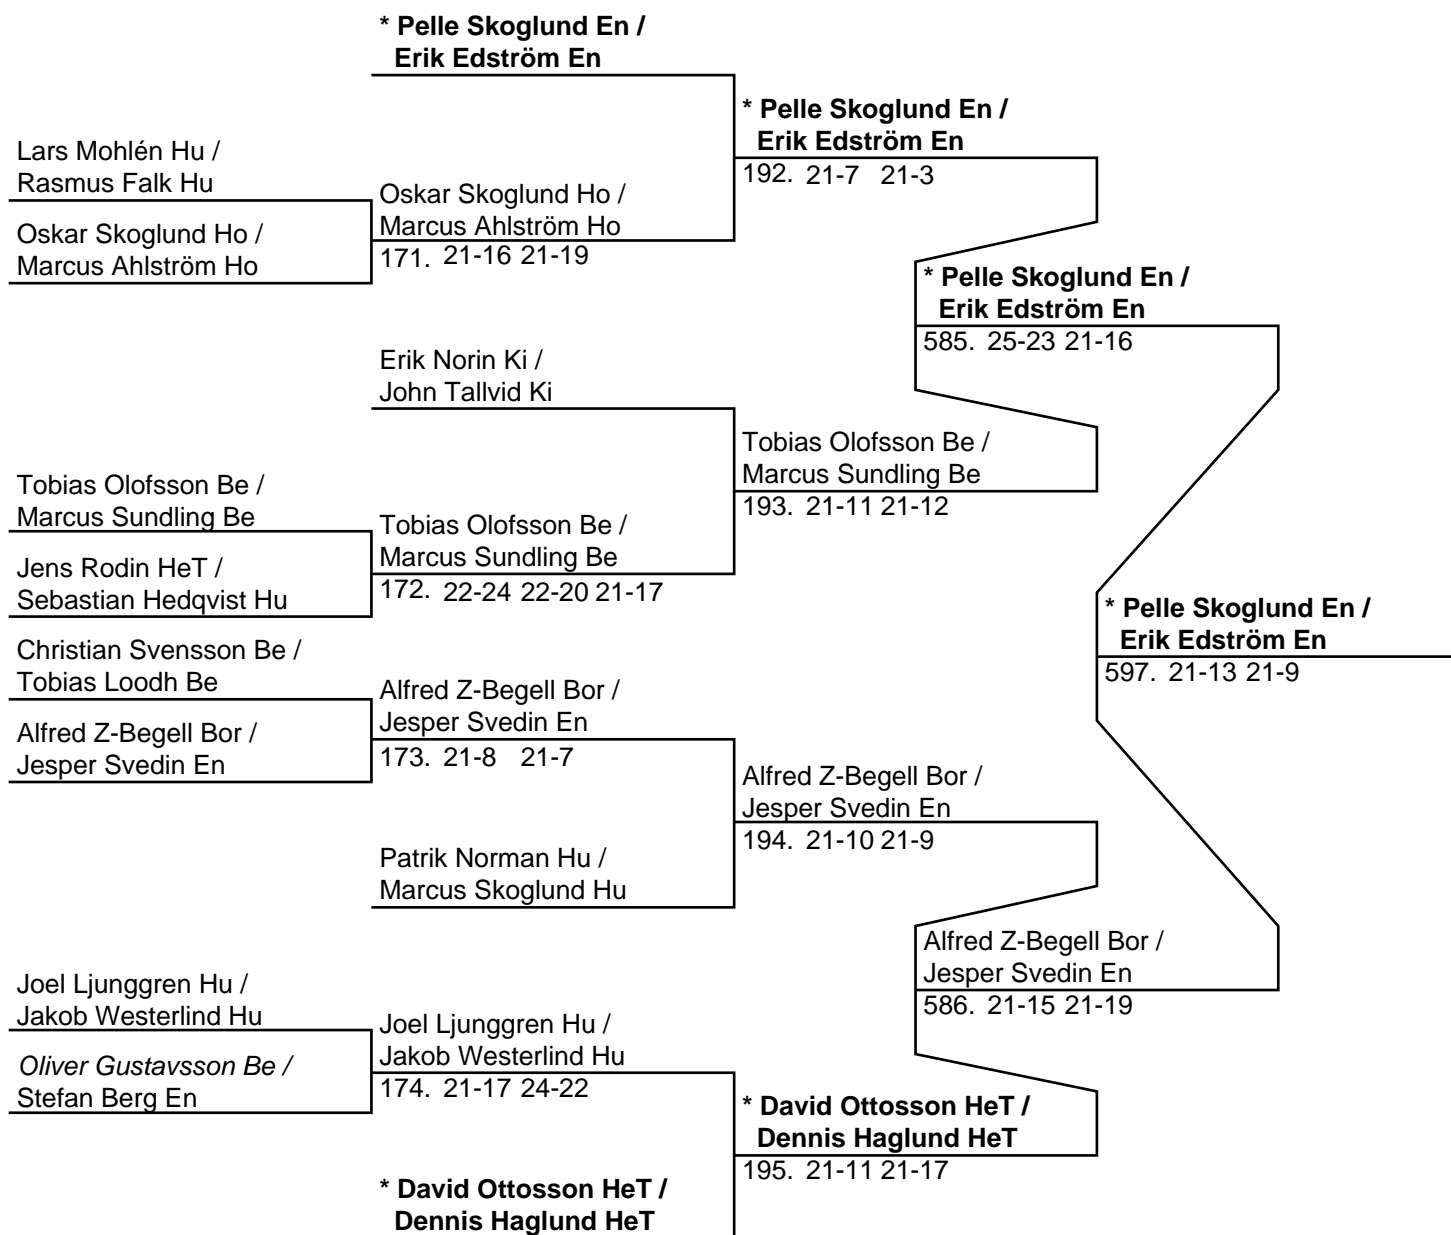 * Pelle Skoglund En /
Erik Edström En
* Pelle Skoglund En /
Erik Edström En
192. 21-7 21-3
Lars Mohlén Hu /
Rasmus Falk Hu
Oskar Skoglund Ho /
Marcus Ahlström Ho
171. 21-16 21-19
Oskar Skoglund Ho /
Marcus Ahlström Ho
* Pelle Skoglund En /
Erik Edström En
585. 25-23 21-16
Erik Norin Ki /
John Tallvid Ki
Tobias Olofsson Be /
Marcus Sundling Be
193. 21-11 21-12
Tobias Olofsson Be /
Marcus Sundling Be
Tobias Olofsson Be /
Marcus Sundling Be
172. 22-24 22-20 21-17
Jens Rodin HeT /
Sebastian Hedqvist Hu
* Pelle Skoglund En /
Erik Edström En
597. 21-13 21-9
Christian Svensson Be /
Tobias Loodh Be
Alfred Z-Begell Bor /
Jesper Svedin En
173. 21-8 21-7
Alfred Z-Begell Bor /
Jesper Svedin En
Alfred Z-Begell Bor /
Jesper Svedin En
194. 21-10 21-9
Patrik Norman Hu /
Marcus Skoglund Hu
Alfred Z-Begell Bor /
Jesper Svedin En
586. 21-15 21-19
Joel Ljunggren Hu /
Jakob Westerlind Hu
Joel Ljunggren Hu /
Jakob Westerlind Hu
174. 21-17 24-22
Oliver Gustavsson Be /
Stefan Berg En
* David Ottosson HeT /
Dennis Haglund HeT
195. 21-11 21-17
* David Ottosson HeT /
Dennis Haglund HeT